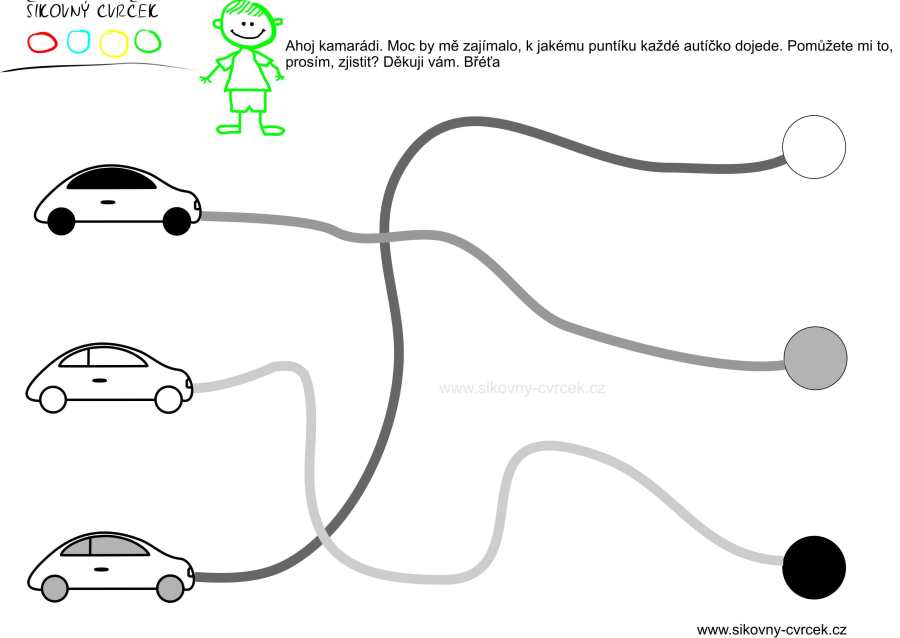 ŠIKOVNÝ CVRČEK
Ahoj kamarádi. Moc by mě zajímalo, k jakému puntíku každé autíčko dojede. Pomůžete mi to,
prosím, zjistit? Děkuji vám. Břéťa
www.sikovny-cvrcek.cz
www.sikovny-cvrcek.cz